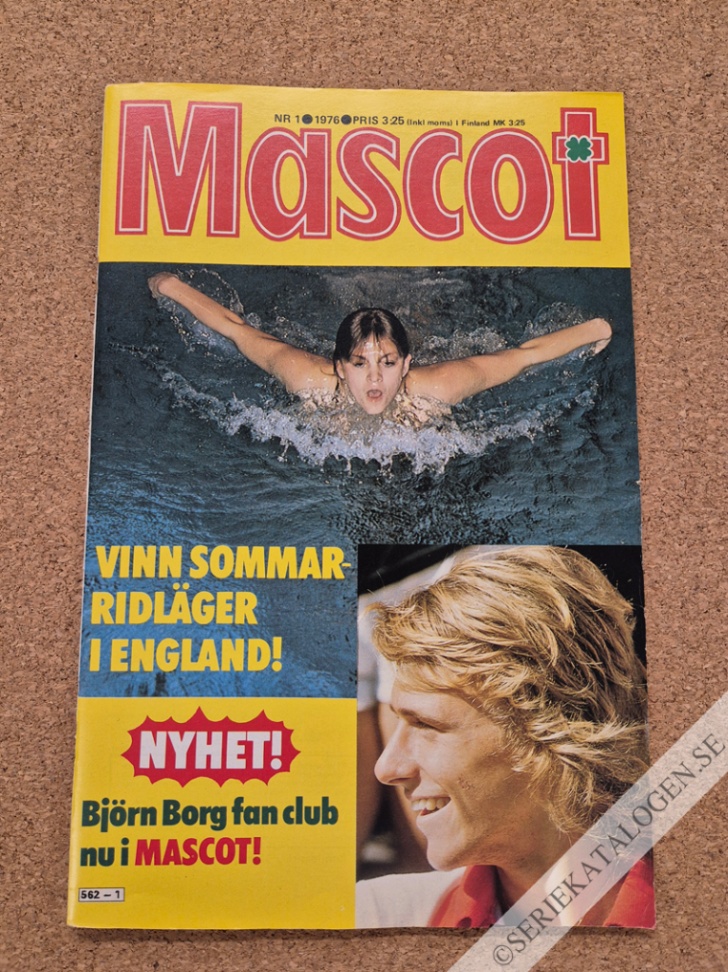 NR 1●1976●PRIS 3:25 (Inkl moms) I Finland MK 3:25
Mascot
VINN SOMMAR-
RIDLÄGER
I ENGLAND!
NYHET!
Björn Borg fan club
nu i MASCOT!
562 – 1
©SERIEKATALOGEN.SE